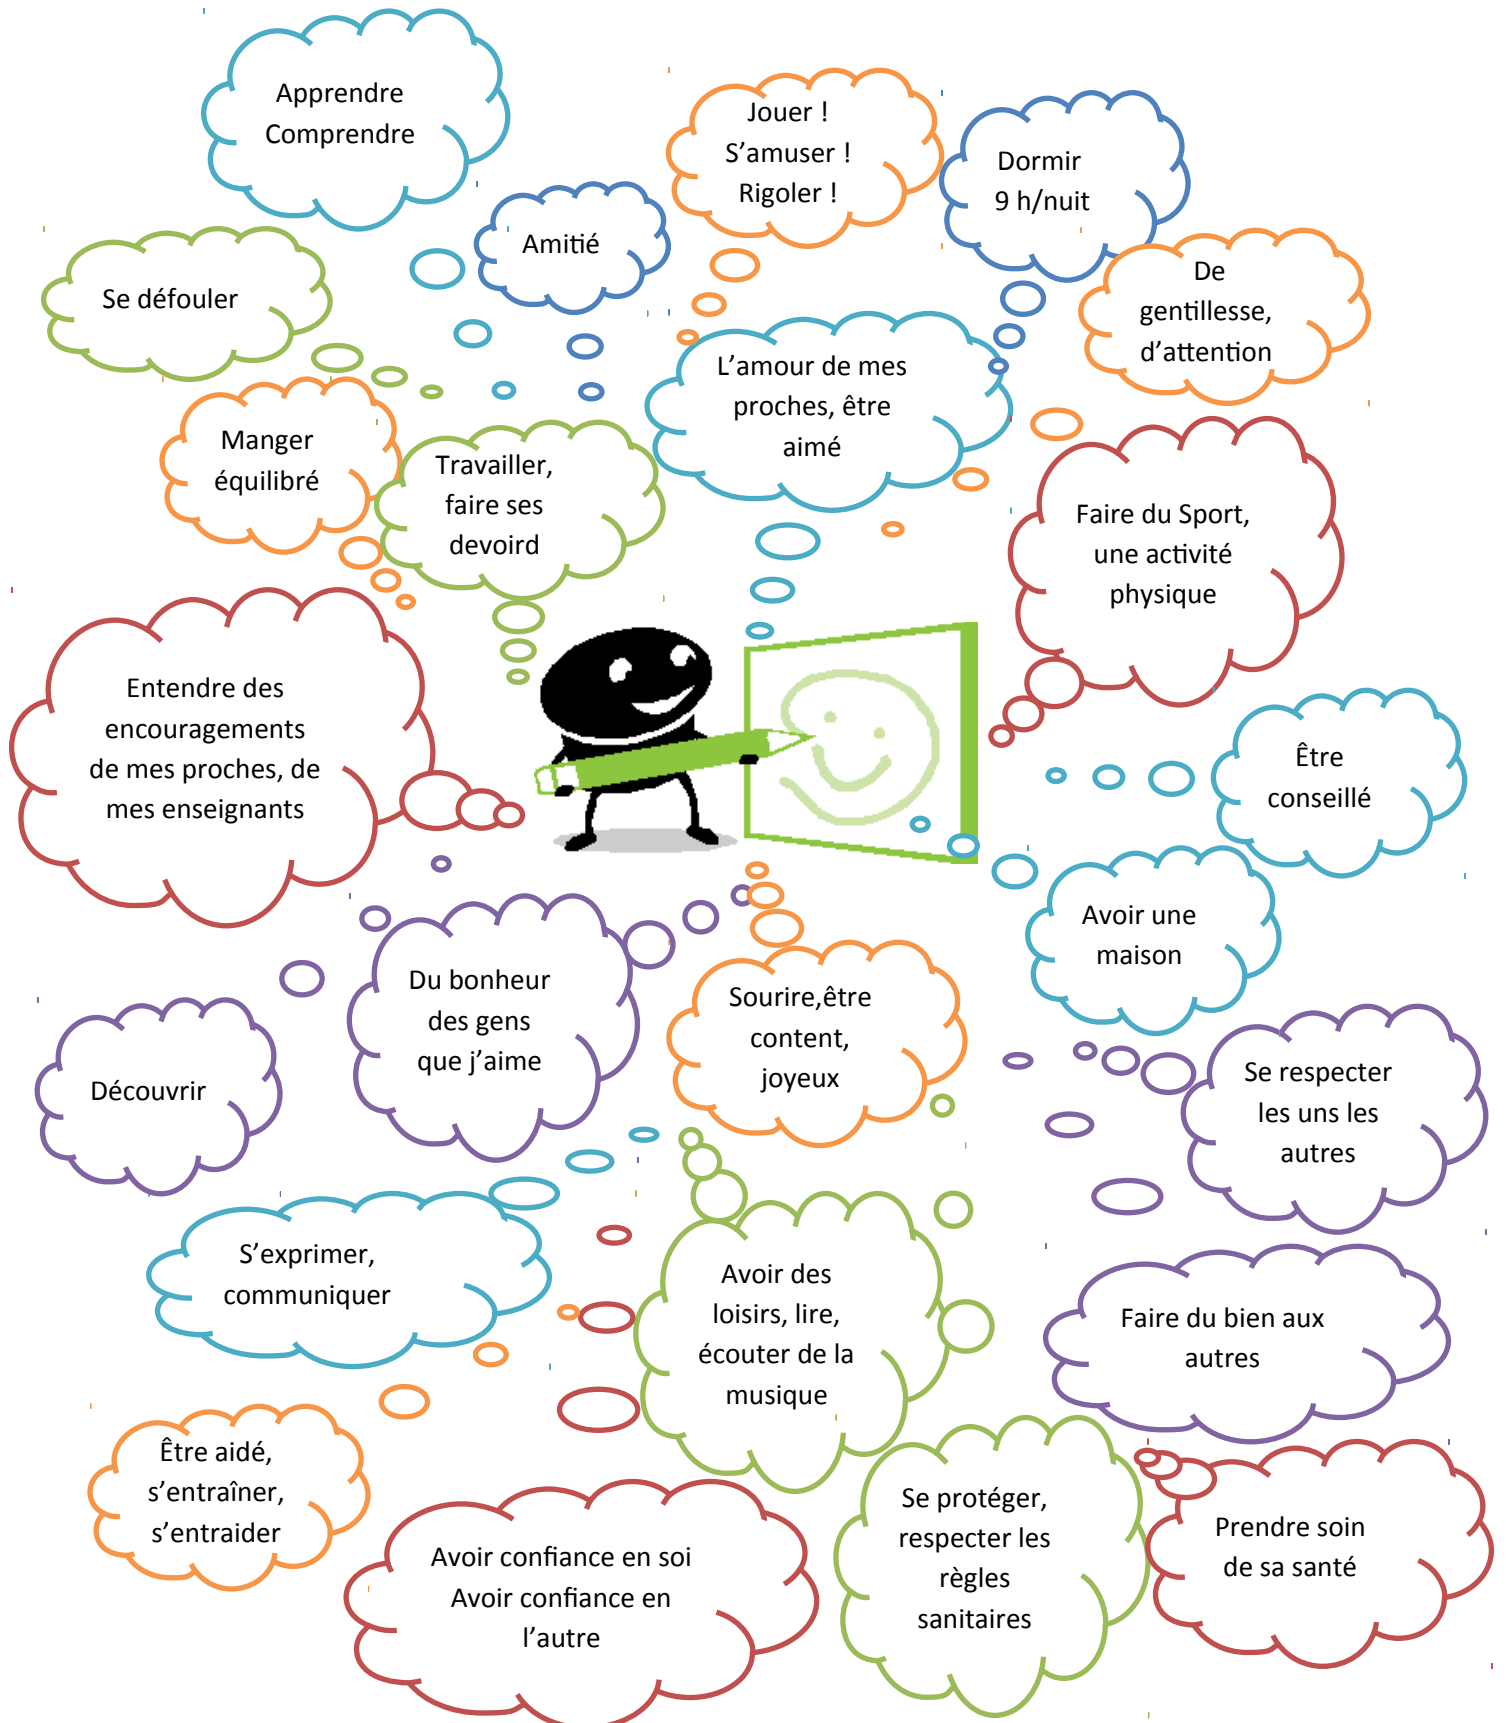 Apprendre
Comprendre
Jouer !
S’amuser !
Rigoler !
Dormir
9 h/nuit
Amitié
Se défouler
De
gentillesse,
d’attention
L’amour de mes
proches, être
aimé
Manger
équilibré
Travailler,
faire ses
devoird
Faire du Sport,
une activité
physique
Entendre des
encouragements
de mes proches, de
mes enseignants
Être
conseillé
Avoir une
maison
Du bonheur
des gens
que j’aime
Sourire,être
content,
joyeux
Découvrir
Se respecter
les uns les
autres
S’exprimer,
communiquer
Avoir des
loisirs, lire,
écouter de la
musique
Faire du bien aux
autres
Être aidé,
s’entraîner,
s’entraider
Avoir confiance en soi
Avoir confiance en
l’autre
Se protéger,
respecter les
règles
sanitaires
Prendre soin
de sa santé